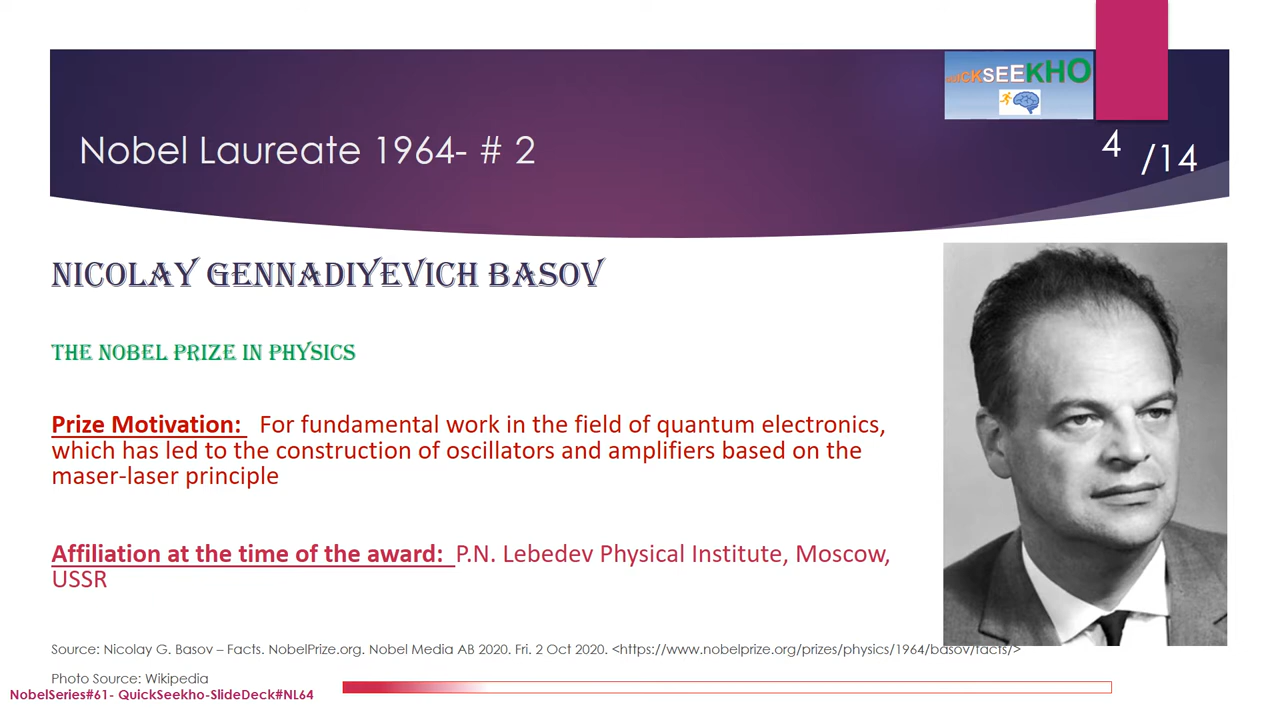 QUICKSEEKHO
Nobel Laureate 1964- # 2
4 /14
NICOLAY GENNADIYEVICH BASOV
THE NOBEL PRIZE IN PHYSICS
Prize Motivation: For fundamental work in the field of quantum electronics,
which has led to the construction of oscillators and amplifiers based on the
maser-laser principle
Affiliation at the time of the award: P.N. Lebedev Physical Institute, Moscow,
USSR
Source: Nicolay G. Basov – Facts. NobelPrize.org. Nobel Media AB 2020. Fri. 2 Oct 2020. <https://www.nobelprize.org/prizes/physics/1964/basov/facts/>
Photo Source: Wikipedia
NobelSeries#61- QuickSeekho-SlideDeck#NL64